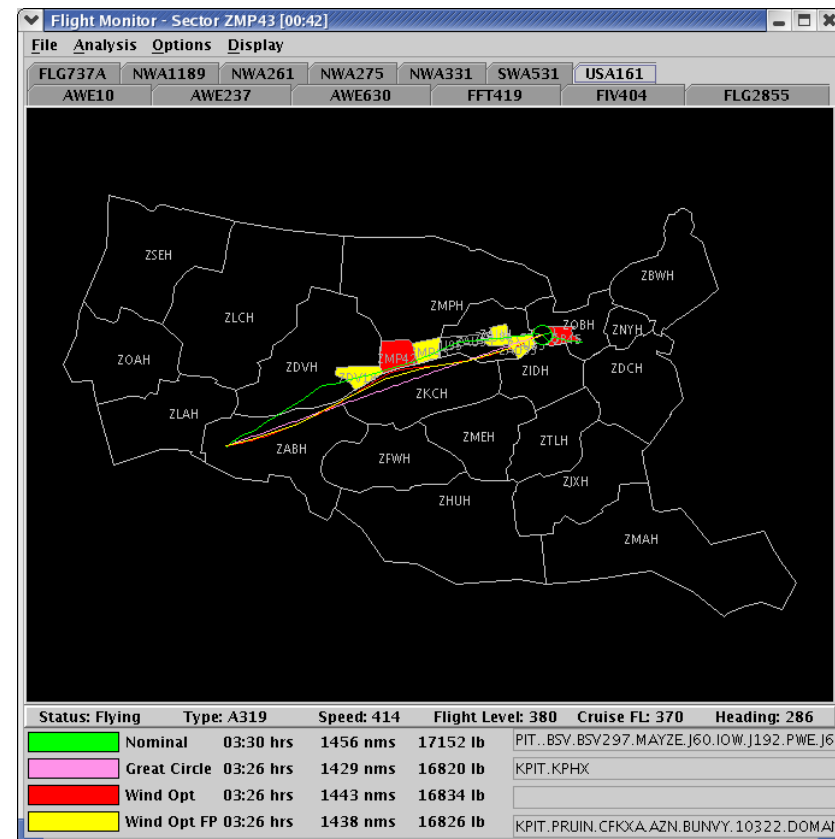 Flight Monitor - Sector ZMP43 [00:42]
File Analysis Options Display
FLG737A NWA1189 NWA261 NWA275 NWA331 SWA531 USA161
AWE10 AWE237 AWE630 FFT419 FIV404 FLG2855
ZSEH
ZBWH
ZMPH
ZLCH
ZOBH
ZNYH
ZOAH
ZMP42
ZDVH
ZIDH
ZDCH
ZKCH
ZLAH
ZMEH
ZTLH
ZABH
ZFWH
ZJXH
ZHUH
ZMAH
Status: Flying Type: A319 Speed: 414 Flight Level: 380 Cruise FL: 370 Heading: 286
Nominal 03:30 hrs 1456 nms 17152 lb PIT..BSV.BSV297.MAYZE.J60.IOW.J192.PWE.J6
Great Circle 03:26 hrs 1429 nms 16820 lb KPIT.KPHX
Wind Opt 03:26 hrs 1443 nms 16834 lb
Wind Opt FP 03:26 hrs 1438 nms 16826 lb KPIT.PRUIN.CFKXA.AZN.BUNVY.10322.DOMA